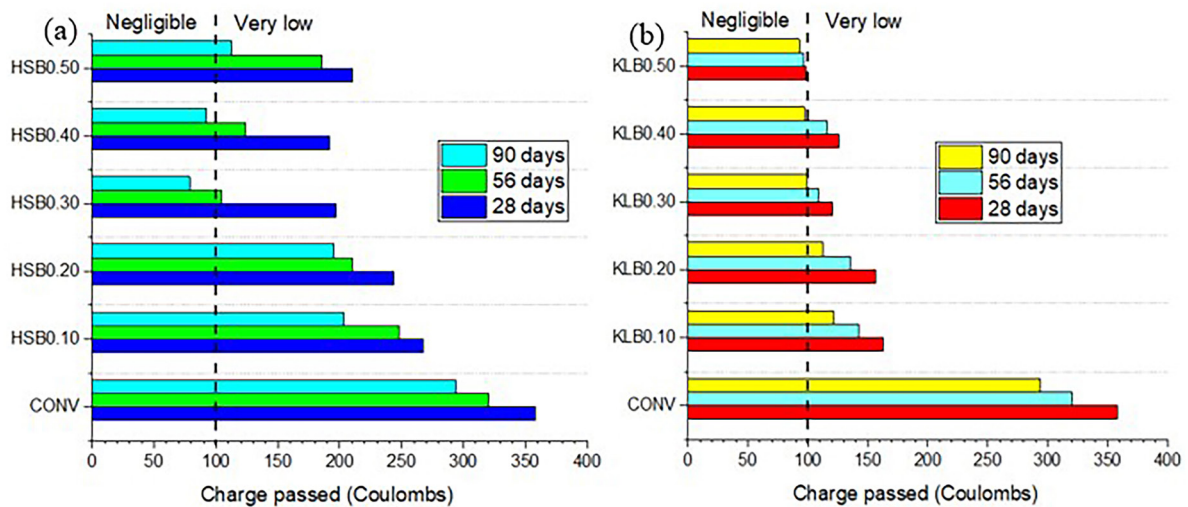 (a)
Negligible Very low
HSB0.50
HSB0.40
HSB0.30
HSB0.20
HSB0.10
CONV
90 days
56 days
28 days
0 50 100 150 200 250 300 350 400
Charge passed (Coulombs)
(b)
Negligible Very low
KLB0.50
KLB0.40
KLB0.30
KLB0.20
KLB0.10
CONV
90 days
56 days
28 days
0 50 100 150 200 250 300 350 400
Charge passed (Coulombs)